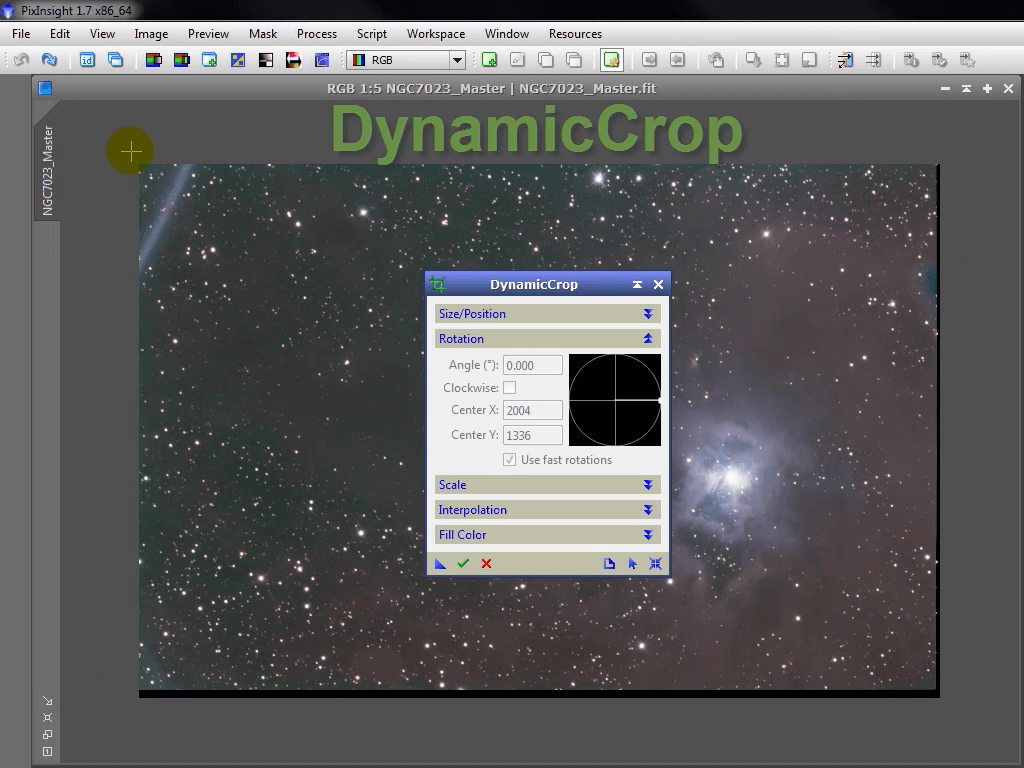 PixInsight 1.7 x86_64
File Edit View Image Preview Mask Process Script Workspace Window Resources
id RGB
RGB 1:5 NGC7023_Master | NGC7023_Master.fit
DynamicCrop
NGC7023_Master
DynamicCrop
Size/Position
Rotation
Angle (°): 0.000
Clockwise:
Center X: 2004
Center Y: 1336
Use fast rotations
Scale
Interpolation
Fill Color
1